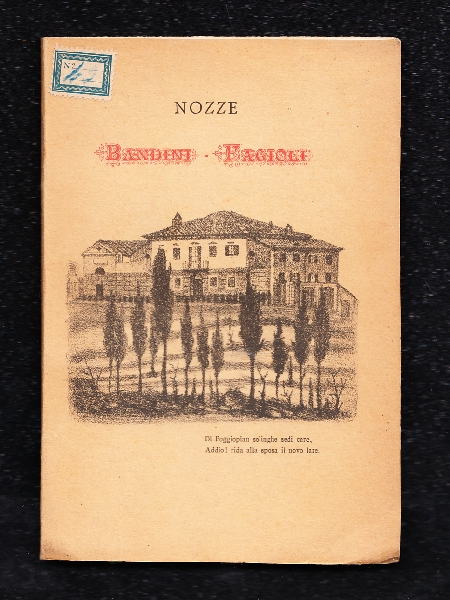 N.º
NOZZE
BANDINI - FAGIOLI
Di Poggiopian solinghe sedi care,
Addio! rida alla sposa il novo lare.